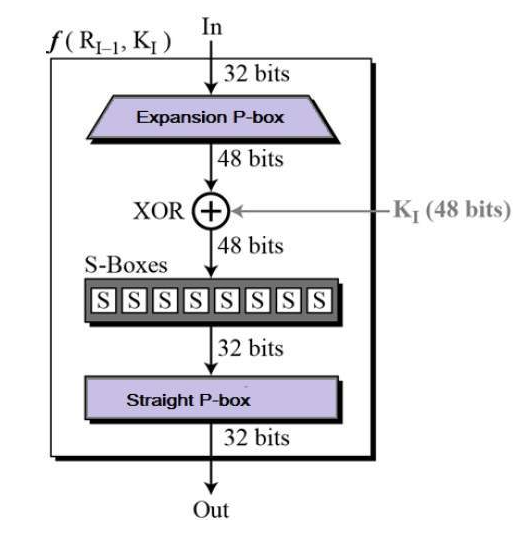 In
f ( R_I–1, K_I )
32 bits
Expansion P-box
48 bits
XOR
K_I (48 bits)
48 bits
S-Boxes
S S S S S S S S
32 bits
Straight P-box
32 bits
Out